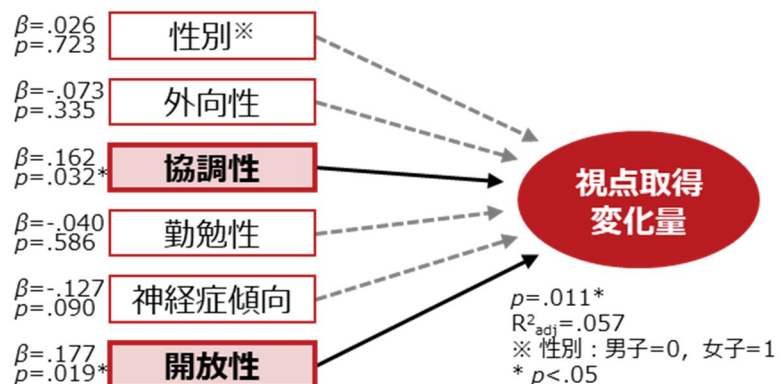 β=.026
p=.723
性別※
β=-.073
p=.335
外向性
β=.162
p=.032*
協調性
β=-.040
p=.586
勤勉性
β=-.127
p=.090
神経症傾向
β=.177
p=.019*
開放性
視点取得
変化量
p=.011*
R²adj=.057
※ 性別：男子=0，女子=1
* p<.05